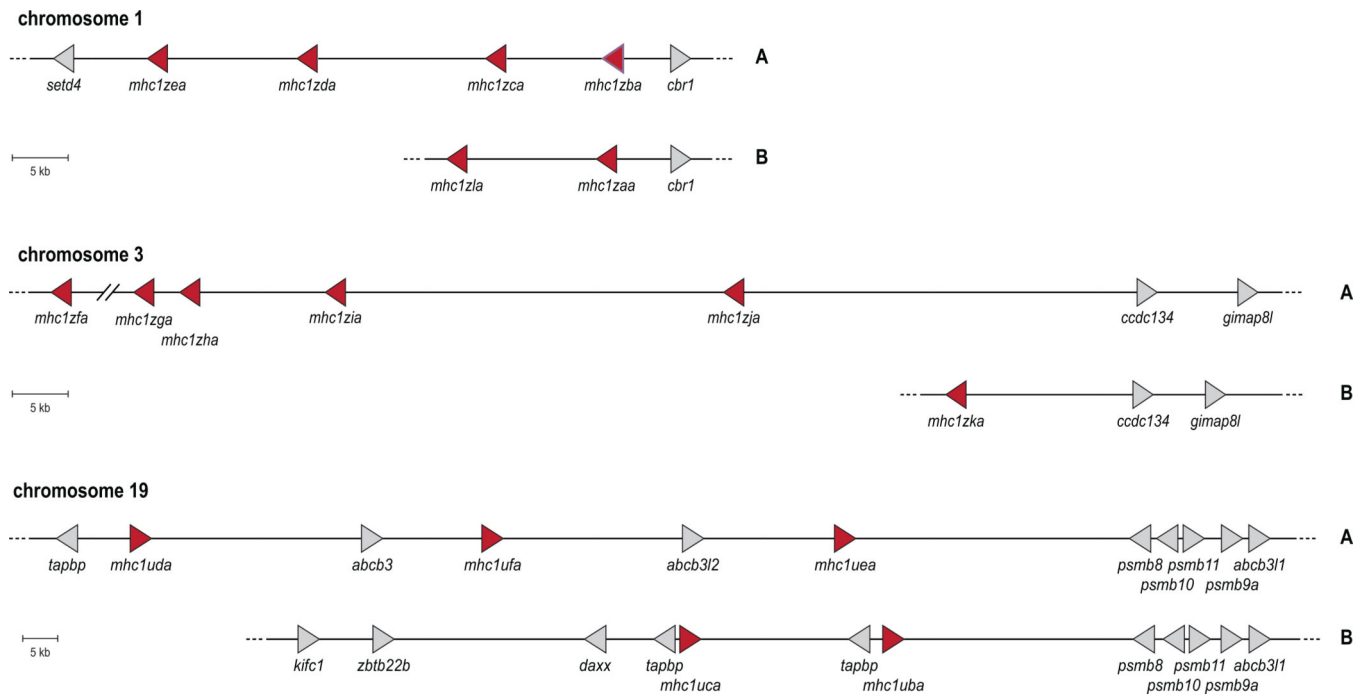 chromosome 1
A
setd4 mhc1zea mhc1zda mhc1zca mhc1zba cbr1
B
5 kb
mhc1zla mhc1zaa cbr1
chromosome 3
A
mhc1zfa mhc1zga mhc1zia mhc1zja ccdc134 gimap8l
mhc1zha
B
5 kb
mhc1zka ccdc134 gimap8l
chromosome 19
A
tapbp mhc1uda abcb3 mhc1ufa abcb3l2 mhc1uea psmb8 psmb11 abcb3l1
psmb10 psmb9a
B
5 kb
kifc1 zbtb22b daxx tapbp tapbp psmb8 psmb11 abcb3l1
mhc1uca mhc1uba psmb10 psmb9a